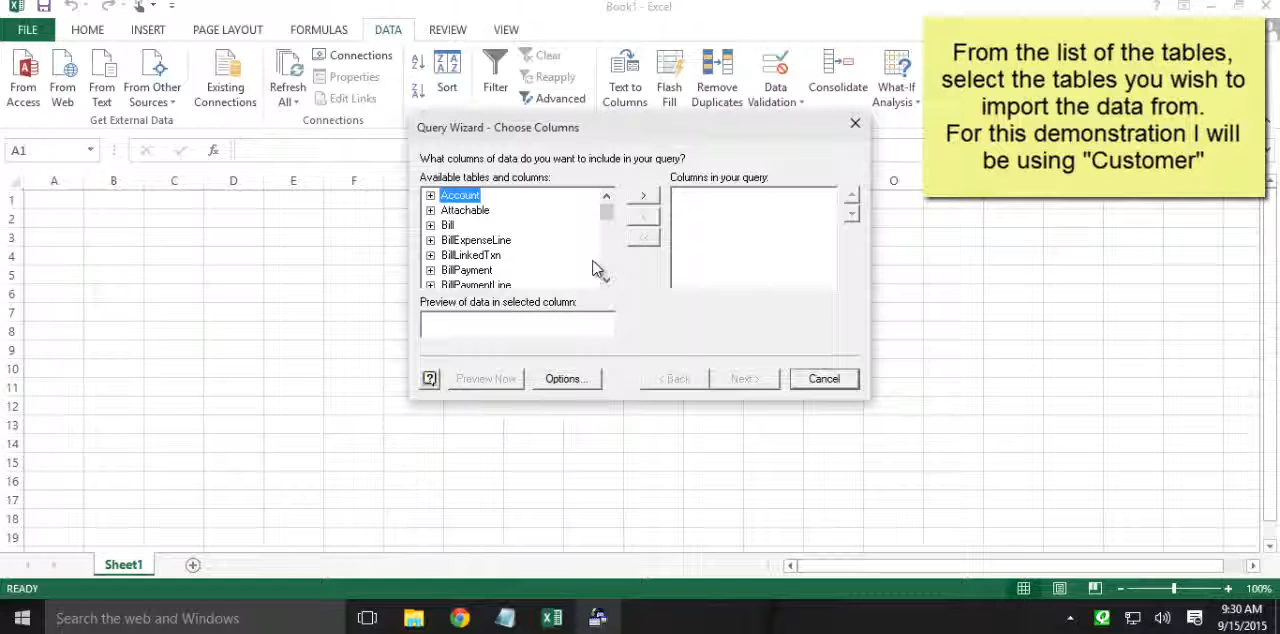 Book1 - Excel
FILE HOME INSERT PAGE LAYOUT FORMULAS DATA REVIEW VIEW
From Access
From Web
From Text
From Other Sources
Existing Connections
Get External Data
Refresh All
Connections
Properties
Edit Links
Connections
Sort
Filter
Clear
Reapply
Advanced
Text to Columns
Flash Fill
Remove Duplicates
Data Validation
Consolidate
What-If Analysis
From the list of the tables,
select the tables you wish to
import the data from.
For this demonstration I will
be using "Customer"
A1
fx
A B C D E F O
1
2
3
4
5
6
7
8
9
10
11
12
13
14
15
16
17
18
19
Query Wizard - Choose Columns
What columns of data do you want to include in your query?
Available tables and columns:
Columns in your query:
Account
Attachable
Bill
BillExpenseLine
BillLinkedTxn
BillPayment
BillPaymentLine
>
<
<<
Preview of data in selected column:
Preview Now
Options...
< Back
Next >
Cancel
Sheet1
READY
100%
Search the web and Windows
9:30 AM
9/15/2015